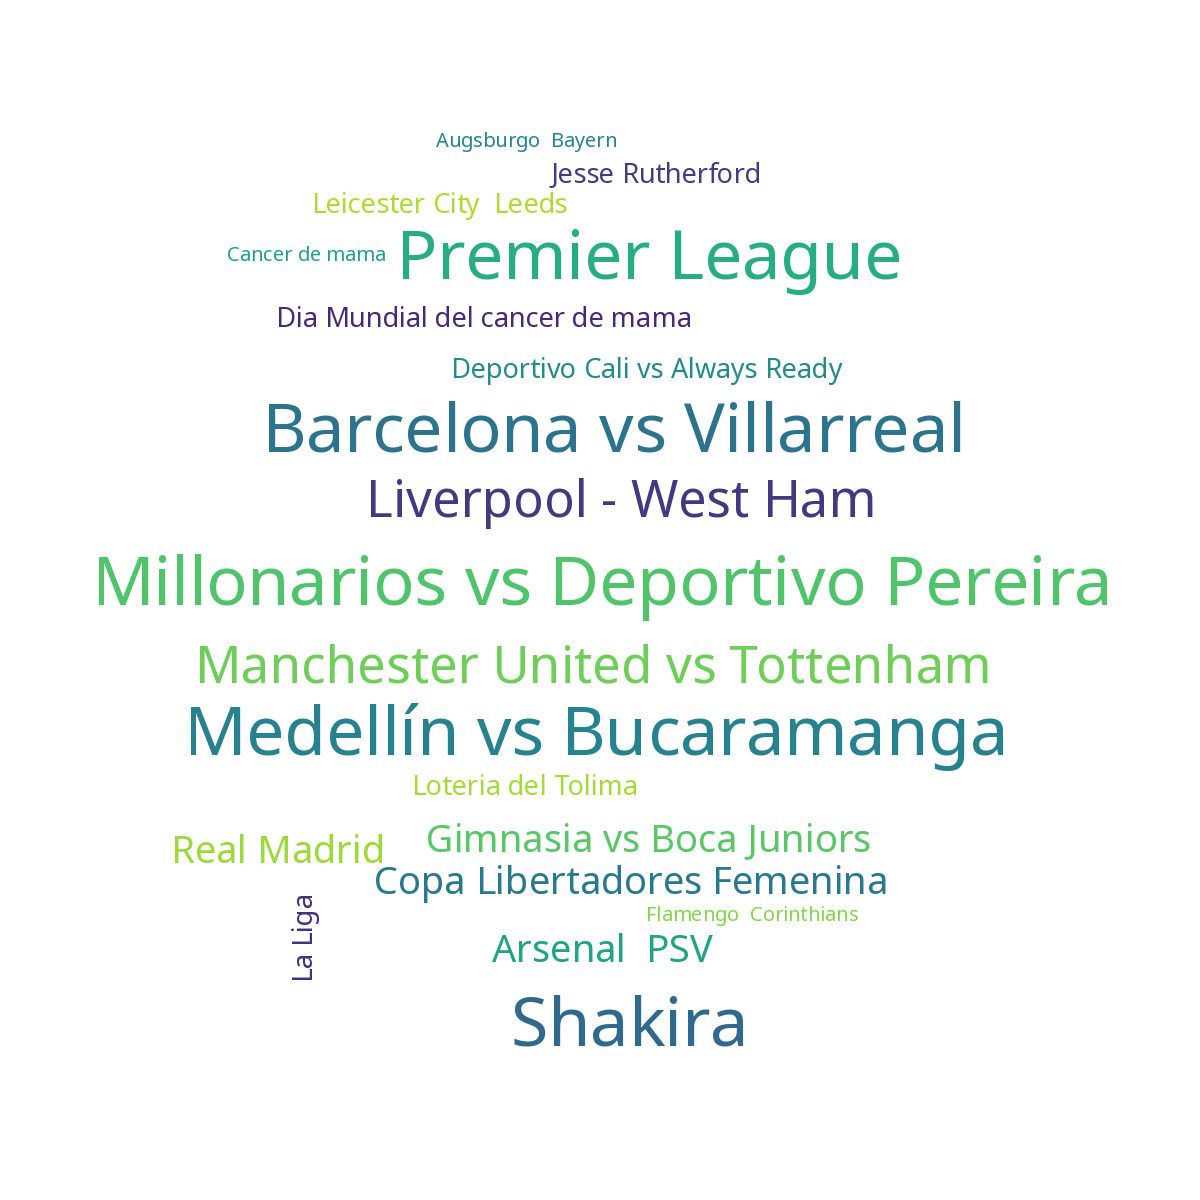 Augsburgo  Bayern
Jesse Rutherford
Leicester City  Leeds
Premier League
Cancer de mama
Dia Mundial del cancer de mama
Deportivo Cali vs Always Ready
Barcelona vs Villarreal
Liverpool - West Ham
Millonarios vs Deportivo Pereira
Manchester United vs Tottenham
Medellín vs Bucaramanga
Loteria del Tolima
Gimnasia vs Boca Juniors
Real Madrid
Copa Libertadores Femenina
Flamengo  Corinthians
La Liga
Arsenal  PSV
Shakira